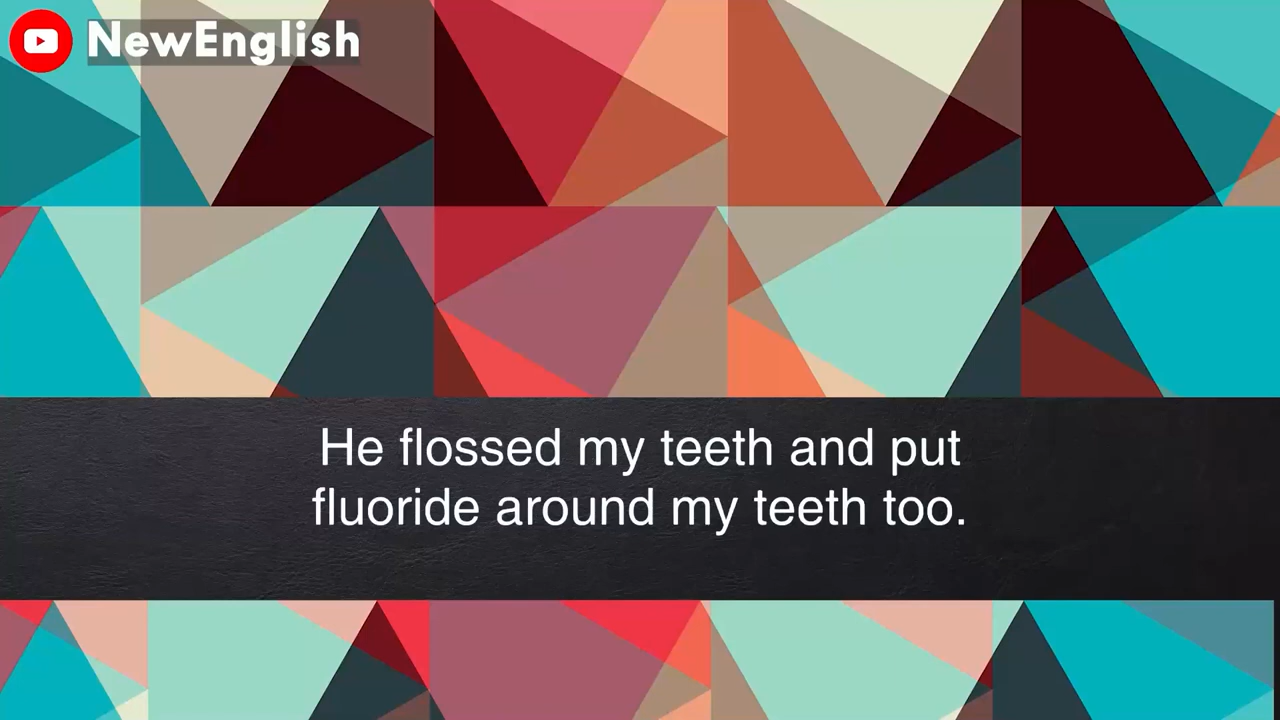 NewEnglish
He flossed my teeth and put
fluoride around my teeth too.